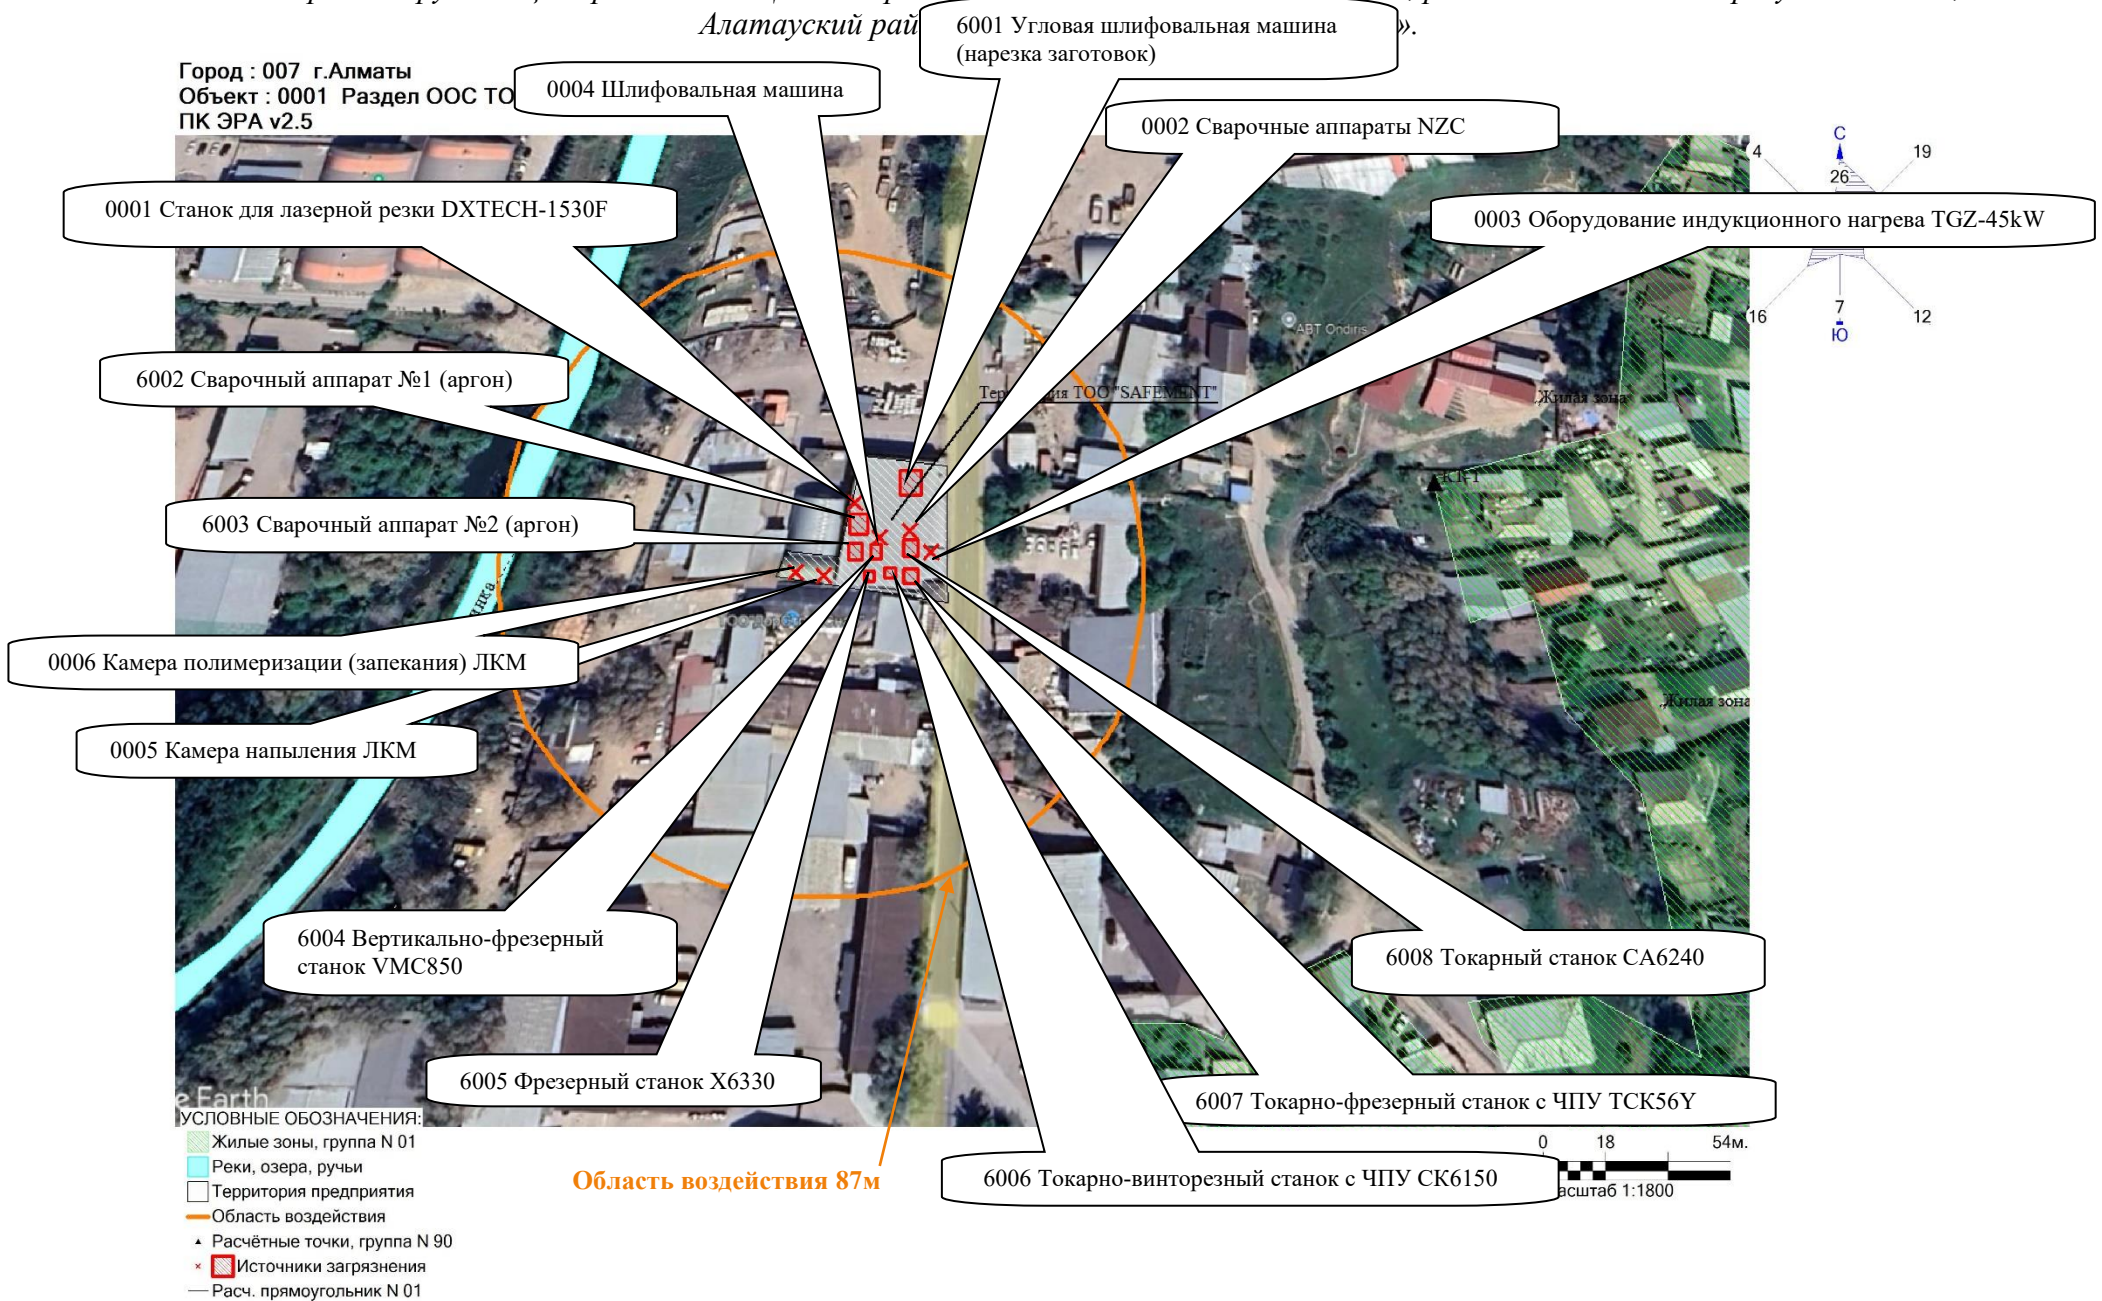 Алатауский рай
».
Город : 007 г.Алматы
Объект : 0001 Раздел ООС ТО
ПК ЭРА v2.5
6001 Угловая шлифовальная машина
(нарезка заготовок)
0004 Шлифовальная машина
0002 Сварочные аппараты NZC
0001 Станок для лазерной резки DXTECH-1530F
0003 Оборудование индукционного нагрева TGZ-45kW
С
4
19
26
16
7
12
Ю
ABT Ondiris
6002 Сварочный аппарат №1 (аргон)
Тер
ия ТОО "SAFEMENT"
Жилая зона
КТ-1
6003 Сварочный аппарат №2 (аргон)
0006 Камера полимеризации (запекания) ЛКМ
Жилая зона
0005 Камера напыления ЛКМ
6004 Вертикально-фрезерный
станок VMC850
6008 Токарный станок CA6240
6005 Фрезерный станок X6330
6007 Токарно-фрезерный станок с ЧПУ TCK56Y
6006 Токарно-винторезный станок с ЧПУ CK6150
Область воздействия 87м
e Earth
УСЛОВНЫЕ ОБОЗНАЧЕНИЯ:
Жилые зоны, группа N 01
Реки, озера, ручьи
Территория предприятия
Область воздействия
Расчётные точки, группа N 90
Источники загрязнения
Расч. прямоугольник N 01
0 18 54м.
асштаб 1:1800